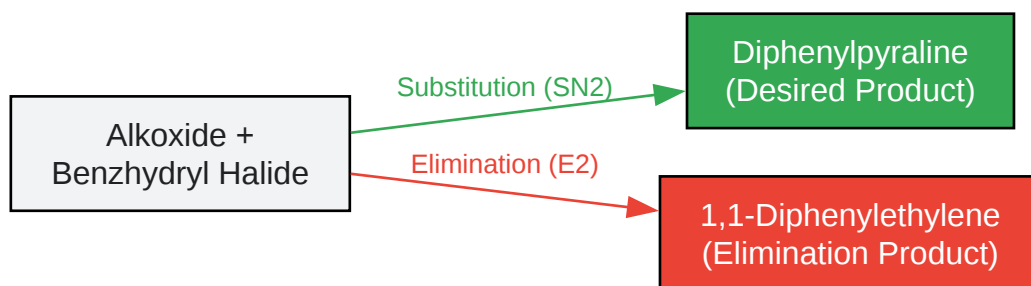 Alkoxide +
Benzhydryl Halide
Substitution (SN2)
Elimination (E2)
Diphenylpyraline
(Desired Product)
1,1-Diphenylethylene
(Elimination Product)